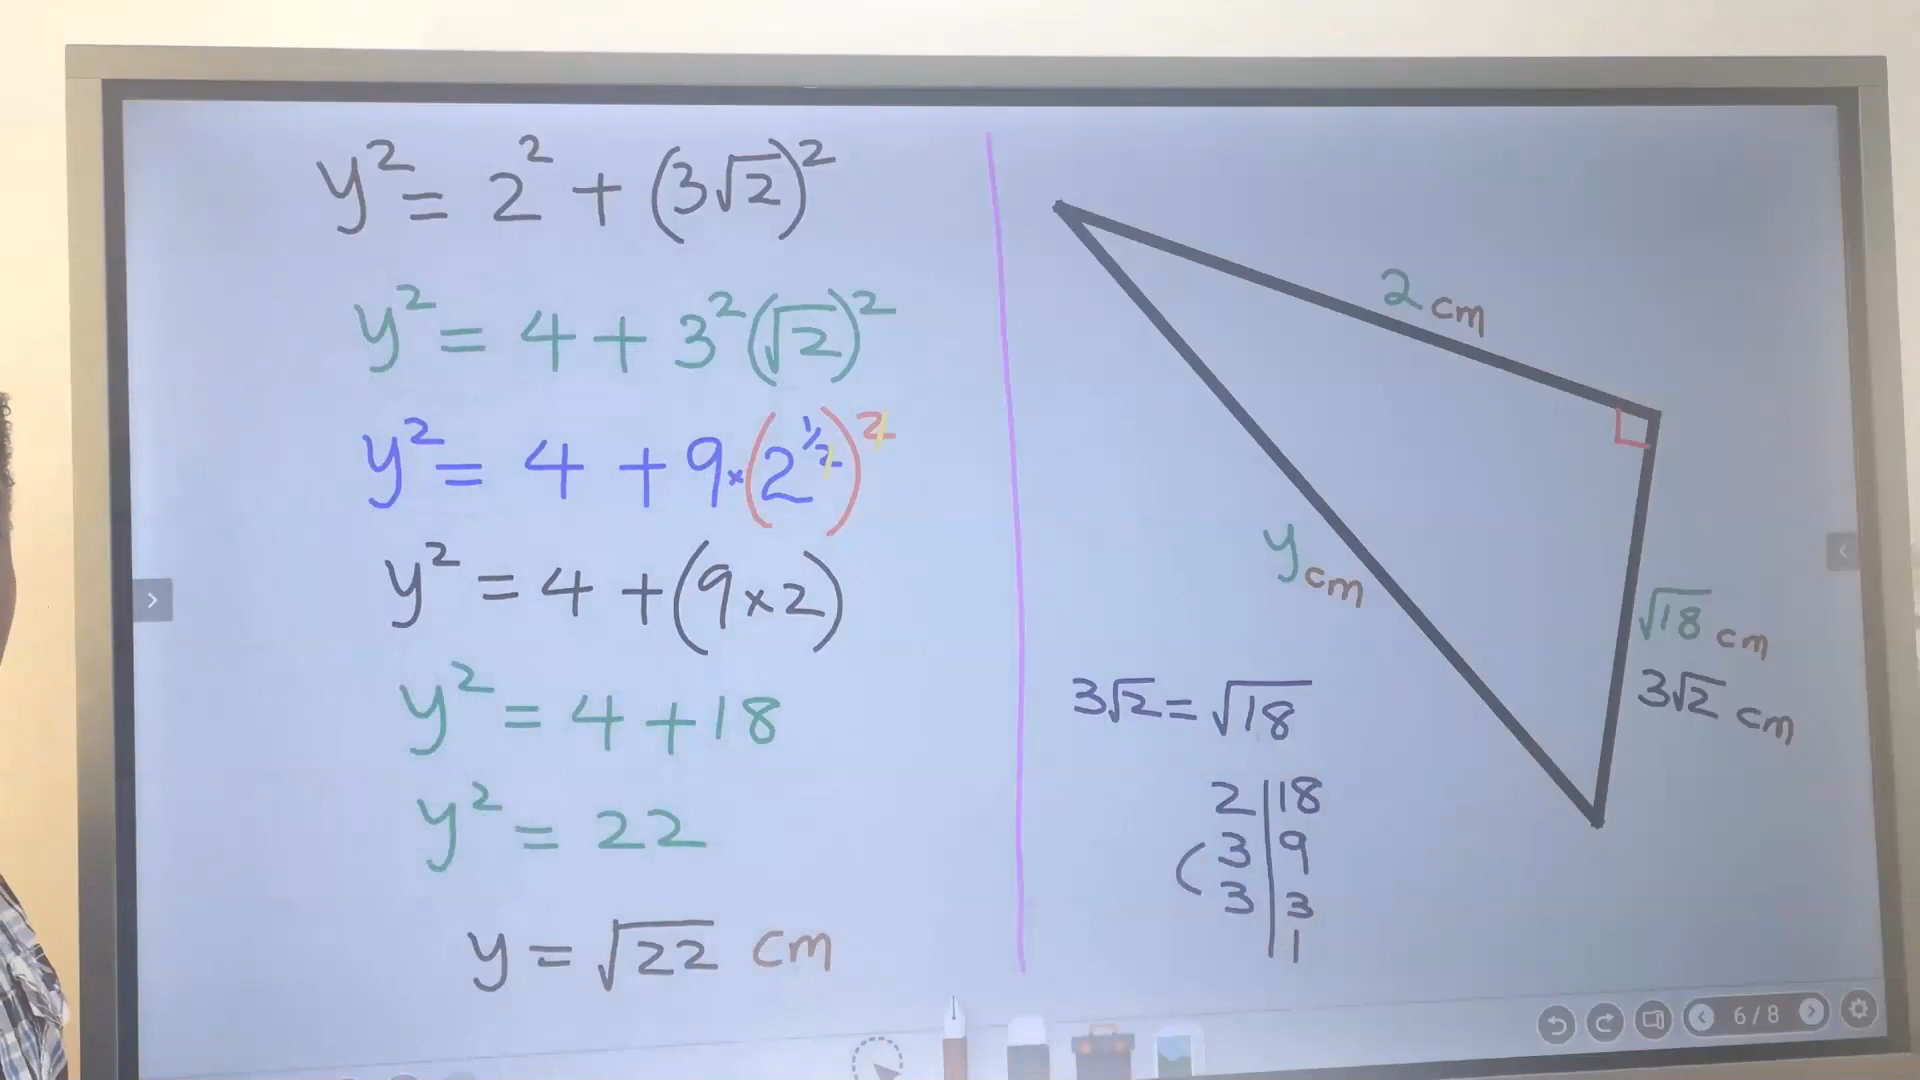 y² = 2² + (3√2)²
y² = 4 + 3²(√2)²
y² = 4 + 9×(2^½)²
y² = 4 + (9×2)
y² = 4 + 18
y² = 22
y = √22 cm
2 cm
y cm
√18 cm
3√2 cm
3√2 = √18
2 | 18
3 | 9
3 | 3
1
6 / 8